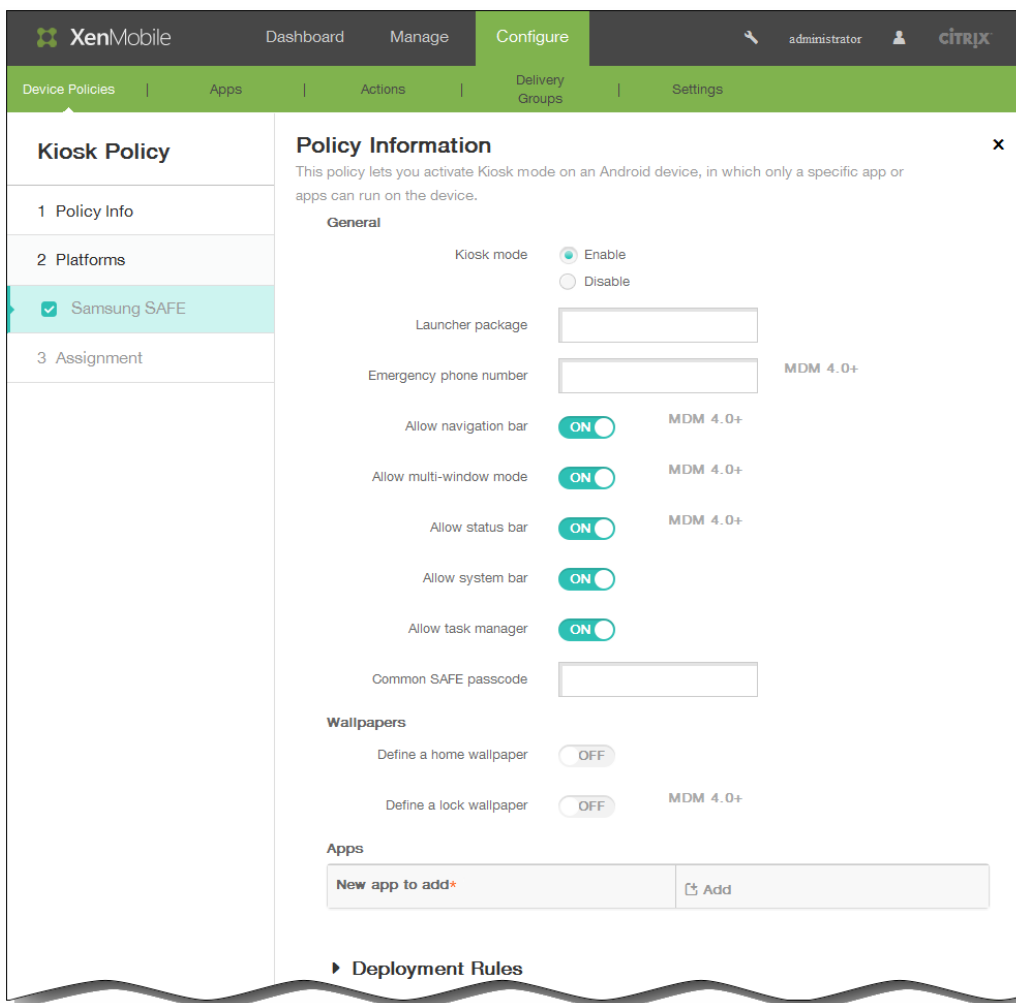 XenMobile Dashboard Manage Configure administrator CİTRIX
Device Policies | Apps | Actions | Delivery Groups | Settings
Kiosk Policy
1 Policy Info
2 Platforms
Samsung SAFE
3 Assignment
Policy Information x
This policy lets you activate Kiosk mode on an Android device, in which only a specific app or
apps can run on the device.
General
Kiosk mode Enable
Disable
Launcher package
Emergency phone number MDM 4.0+
Allow navigation bar ON MDM 4.0+
Allow multi-window mode ON MDM 4.0+
Allow status bar ON MDM 4.0+
Allow system bar ON
Allow task manager ON
Common SAFE passcode
Wallpapers
Define a home wallpaper OFF
Define a lock wallpaper OFF MDM 4.0+
Apps
New app to add* Add
Deployment Rules